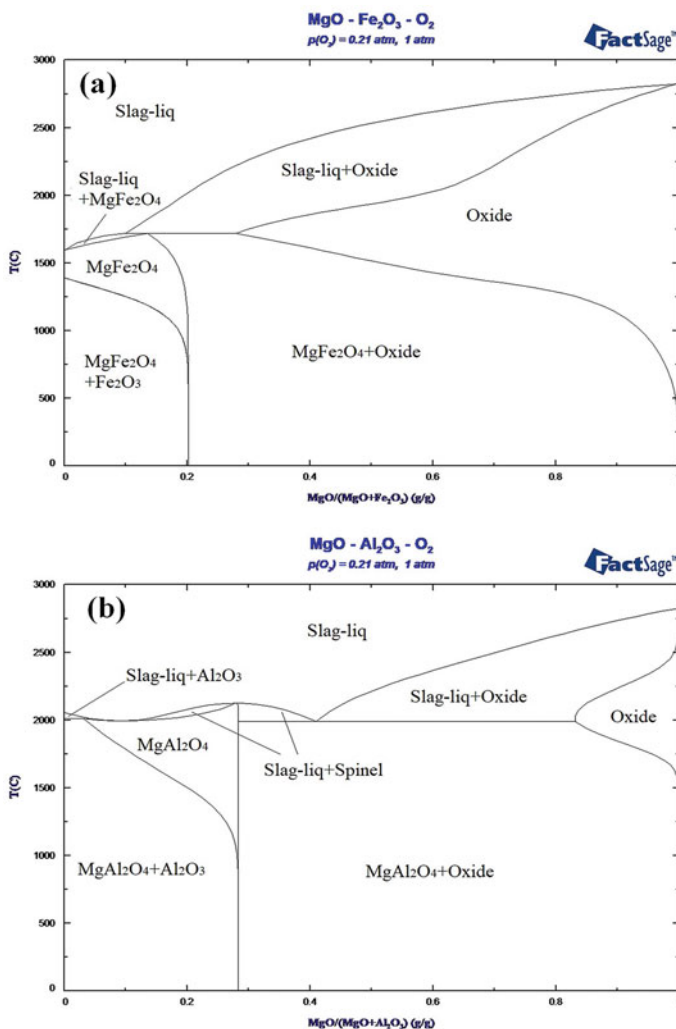 MgO - Fe₂O₃ - O₂
p(O₂) = 0.21 atm, 1 atm
FactSage™
(a)
3000
2500
2000
1500
1000
500
0
T(C)
Slag-liq
Slag-liq
+MgFe₂O₄
Slag-liq+Oxide
Oxide
MgFe₂O₄
MgFe₂O₄
+Fe₂O₃
MgFe₂O₄+Oxide
0 0.2 0.4 0.6 0.8 1
MgO/(MgO+Fe₂O₃) (g/g)
MgO - Al₂O₃ - O₂
p(O₂) = 0.21 atm, 1 atm
FactSage™
(b)
3000
2500
2000
1500
1000
500
0
T(C)
Slag-liq
Slag-liq+Al₂O₃
Slag-liq+Oxide
Oxide
MgAl₂O₄
Slag-liq+Spinel
MgAl₂O₄+Al₂O₃
MgAl₂O₄+Oxide
0 0.2 0.4 0.6 0.8 1
MgO/(MgO+Al₂O₃) (g/g)